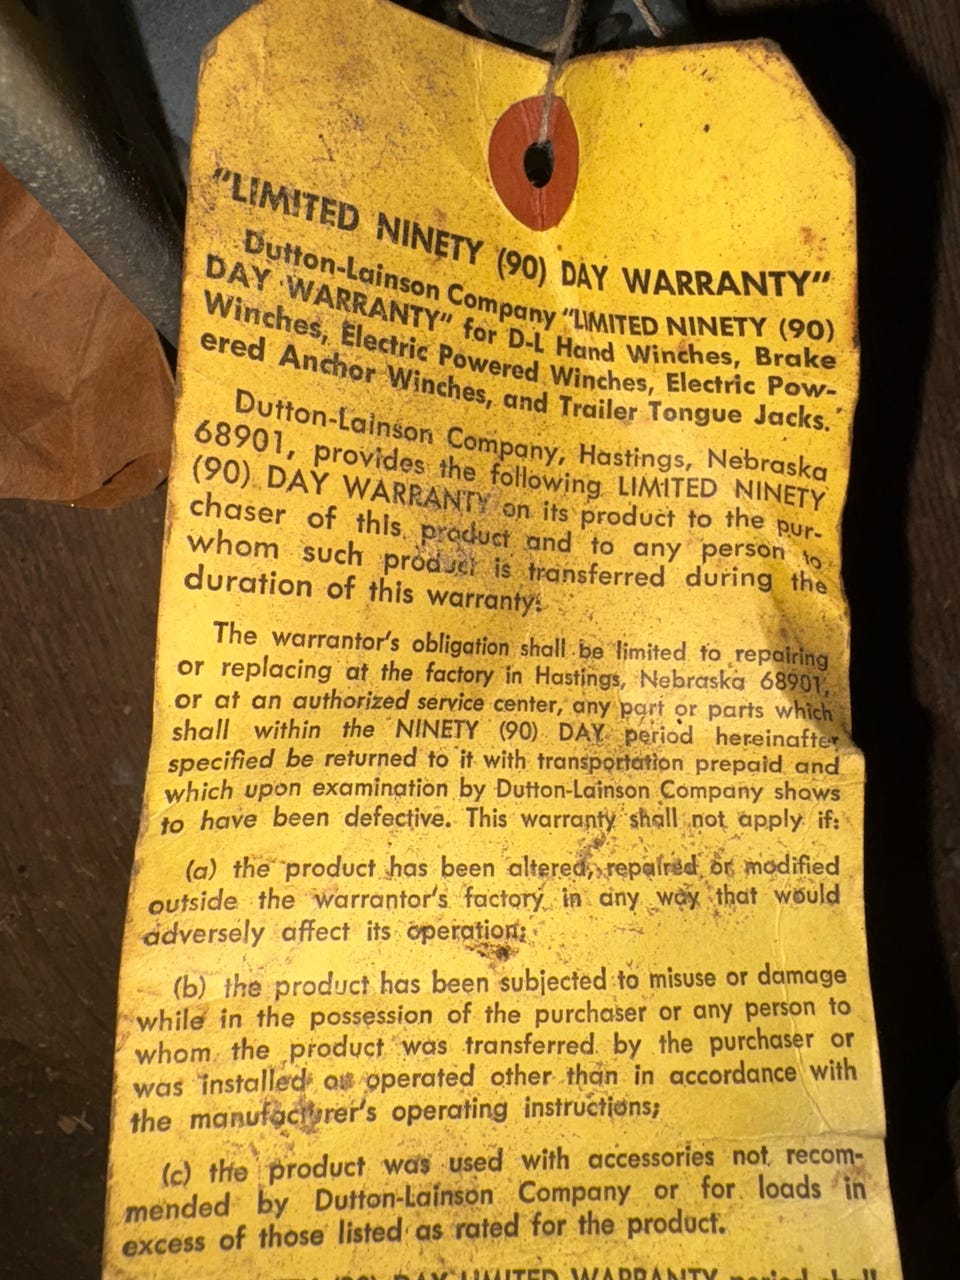 "LIMITED NINETY (90) DAY WARRANTY"
Dutton-Lainson Company "LIMITED NINETY (90)
DAY WARRANTY" for D-L Hand Winches, Brake
Winches, Electric Powered Winches, Electric Pow-
ered Anchor Winches, and Trailer Tongue Jacks.
Dutton-Lainson Company, Hastings, Nebraska
68901, provides the following LIMITED NINETY
(90) DAY WARRANTY on its product to the pur-
chaser of this product and to any person to
whom such product is transferred during the
duration of this warranty:
The warrantor's obligation shall be limited to repairing
or replacing at the factory in Hastings, Nebraska 68901,
or at an authorized service center, any part or parts which
shall within the NINETY (90) DAY period hereinafter
specified be returned to it with transportation prepaid and
which upon examination by Dutton-Lainson Company shows
to have been defective. This warranty shall not apply if:
(a) the product has been altered, repaired or modified
outside the warrantor's factory in any way that would
adversely affect its operation;
(b) the product has been subjected to misuse or damage
while in the possession of the purchaser or any person to
whom the product was transferred by the purchaser or
was installed or operated other than in accordance with
the manufacturer's operating instructions;
(c) the product was used with accessories not recom-
mended by Dutton-Lainson Company or for loads in
excess of those listed as rated for the product.
DAY LIMITED WARRANTY period shall